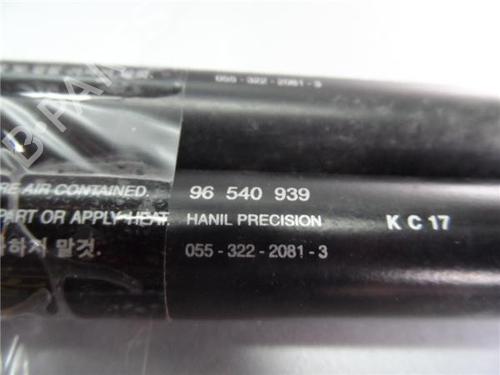 055-322-2081-3
RE AIR CONTAINED. 96 540 939
PART OR APPLY HEAT. HANIL PRECISION K C 17
하지 말것. 055-322-2081-3